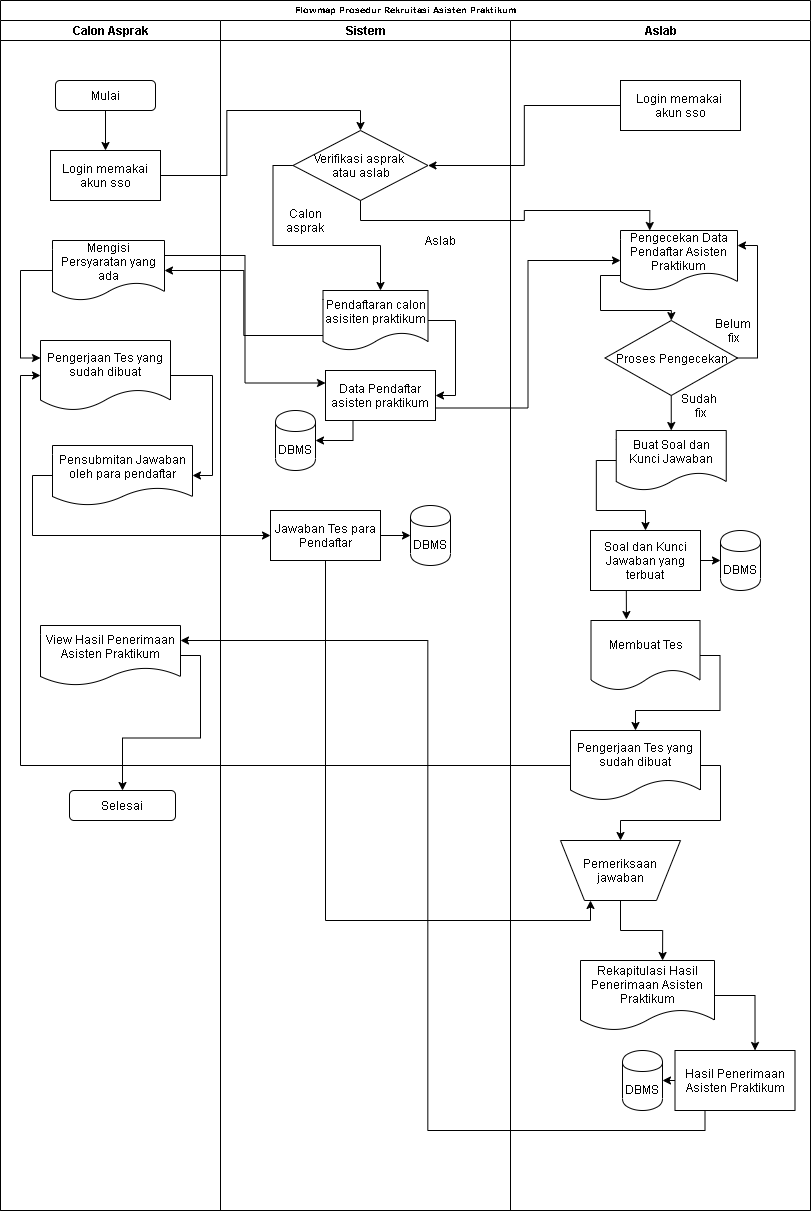 Flowmap Prosedur Rekruitasi Asisten Praktikum
Calon Asprak
Sistem
Aslab
Mulai
Login memakai
akun sso
Login memakai
akun sso
Verifikasi asprak
atau aslab
Calon
asprak
Aslab
Mengisi
Persyaratan yang
ada
Pengecekan Data
Pendaftar Asisten
Praktikum
Pendaftaran calon
asisiten praktikum
Belum
fix
Proses Pengecekan
Pengerjaan Tes yang
sudah dibuat
Data Pendaftar
asisten praktikum
Sudah
fix
DBMS
Buat Soal dan
Kunci Jawaban
Pensubmitan Jawaban
oleh para pendaftar
Jawaban Tes para
Pendaftar
DBMS
Soal dan Kunci
Jawaban yang
terbuat
DBMS
View Hasil Penerimaan
Asisten Praktikum
Membuat Tes
Pengerjaan Tes yang
sudah dibuat
Selesai
Pemeriksaan
jawaban
Rekapitulasi Hasil
Penerimaan Asisten
Praktikum
DBMS
Hasil Penerimaan
Asisten Praktikum